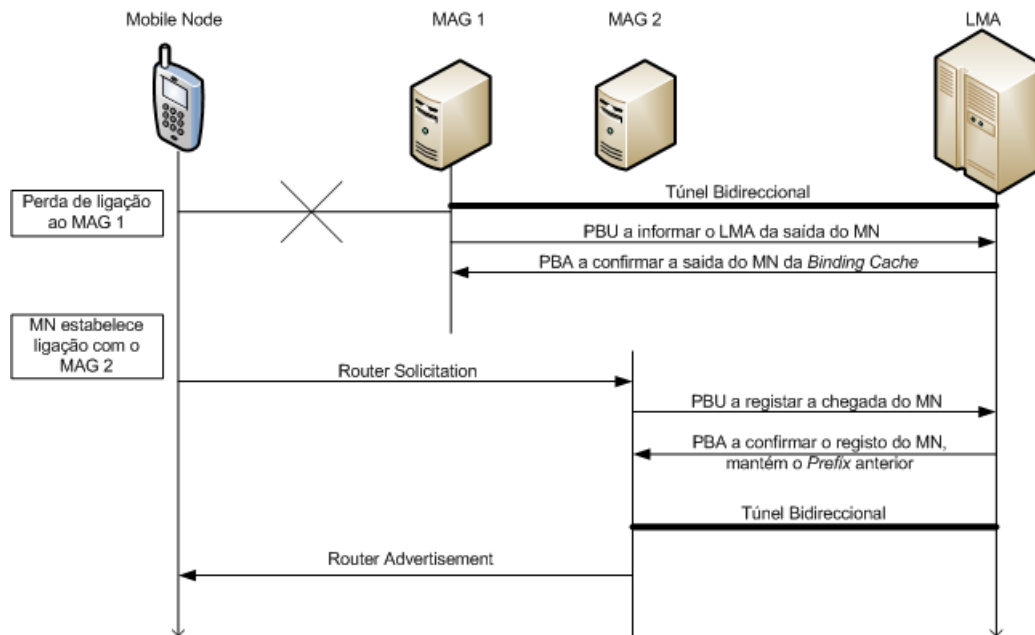 Mobile Node
MAG 1
MAG 2
LMA
Túnel Bidireccional
Perda de ligação
ao MAG 1
PBU a informar o LMA da saída do MN
PBA a confirmar a saida do MN da Binding Cache
MN estabelece
ligação com o
MAG 2
Router Solicitation
PBU a registar a chegada do MN
PBA a confirmar o registo do MN,
mantém o Prefix anterior
Túnel Bidireccional
Router Advertisement